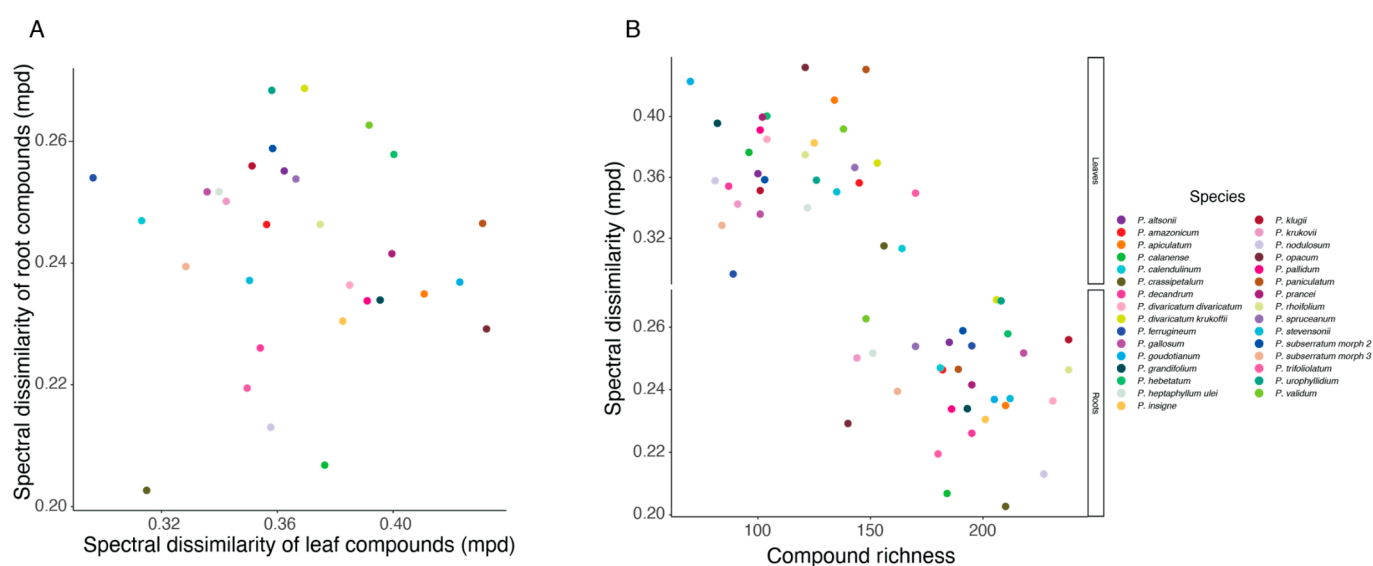 A
Spectral dissimilarity of root compounds (mpd)
0.26
0.24
0.22
0.20
0.32 0.36 0.40
Spectral dissimilarity of leaf compounds (mpd)
B
Spectral dissimilarity (mpd)
0.40
0.36
0.32
Leaves
0.26
0.24
0.22
0.20
Roots
100 150 200
Compound richness
Species
P. altsonii
P. amazonicum
P. apiculatum
P. calanense
P. calendulinum
P. crassipetalum
P. decandrum
P. divaricatum divaricatum
P. divaricatum krukoffii
P. ferrugineum
P. gallosum
P. goudotianum
P. grandifolium
P. hebetatum
P. heptaphyllum ulei
P. insigne
P. klugii
P. krukovii
P. nodulosum
P. opacum
P. pallidum
P. paniculatum
P. prancei
P. rhoifolium
P. spruceanum
P. stevensonii
P. subserratum morph 2
P. subserratum morph 3
P. trifoliolatum
P. urophyllidium
P. validum